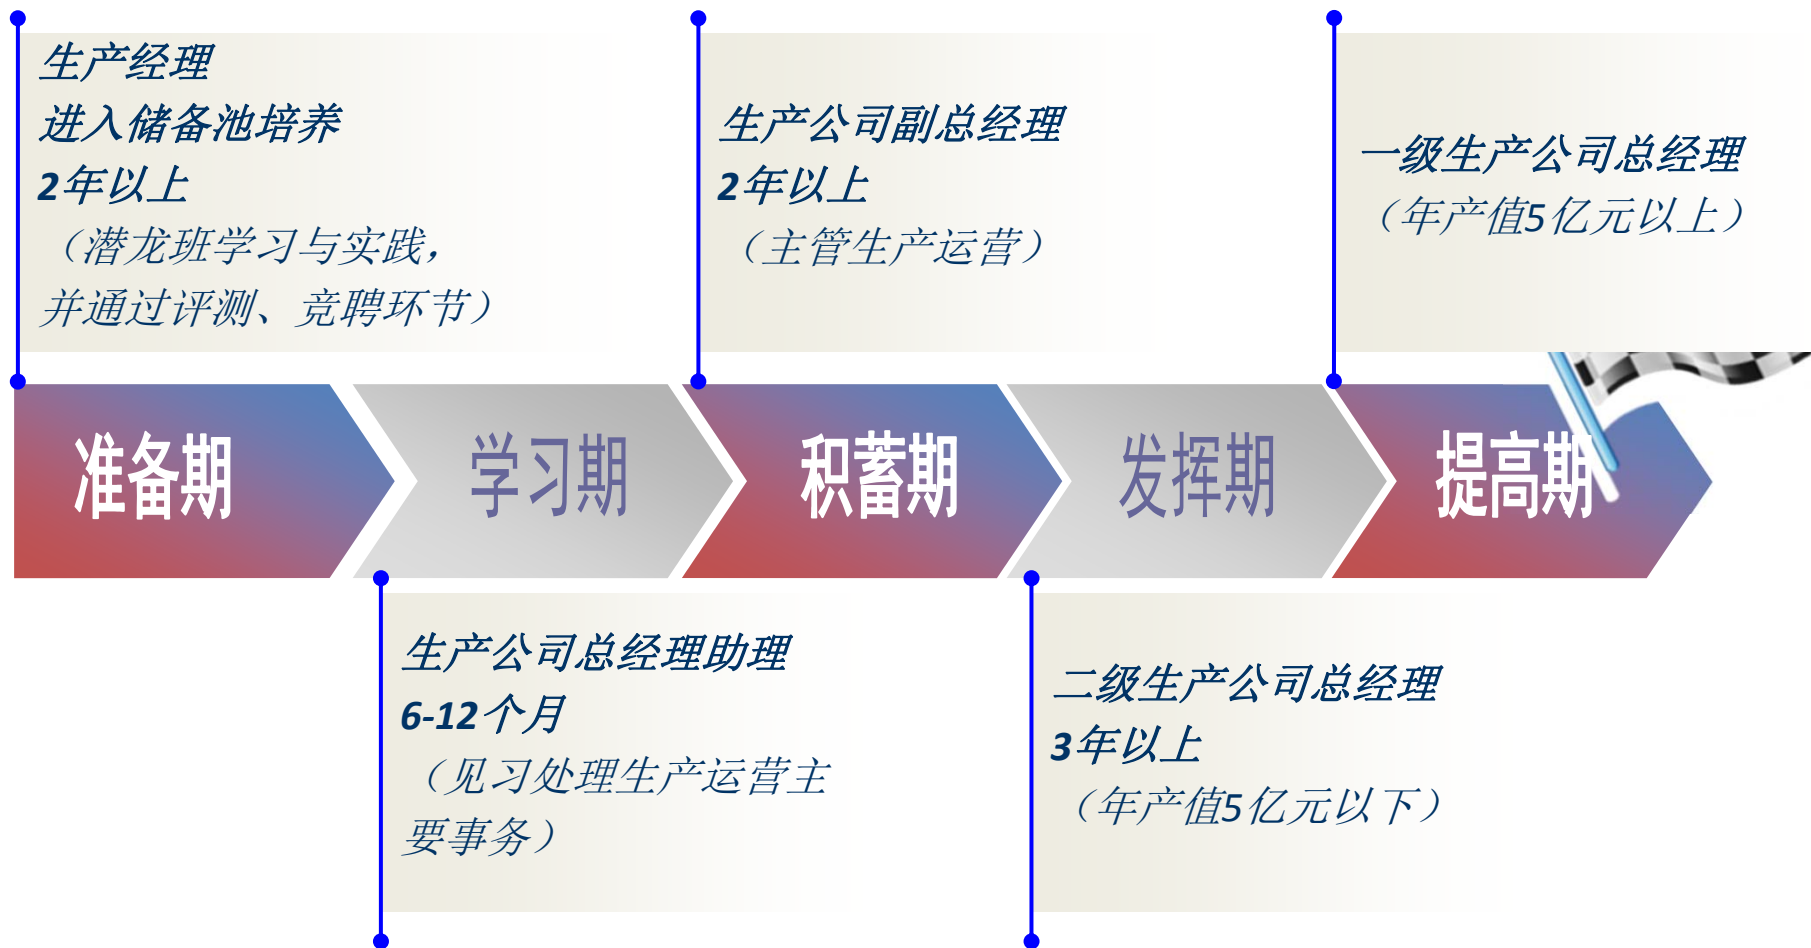 生产经理
进入储备池培养
2年以上
（潜龙班学习与实践，
并通过评测、竞聘环节）
生产公司副总经理
2年以上
（主管生产运营）
一级生产公司总经理
（年产值5亿元以上）
准备期
学习期
积蓄期
发挥期
提高期
生产公司总经理助理
6-12个月
（见习处理生产运营主
要事务）
二级生产公司总经理
3年以上
（年产值5亿元以下）